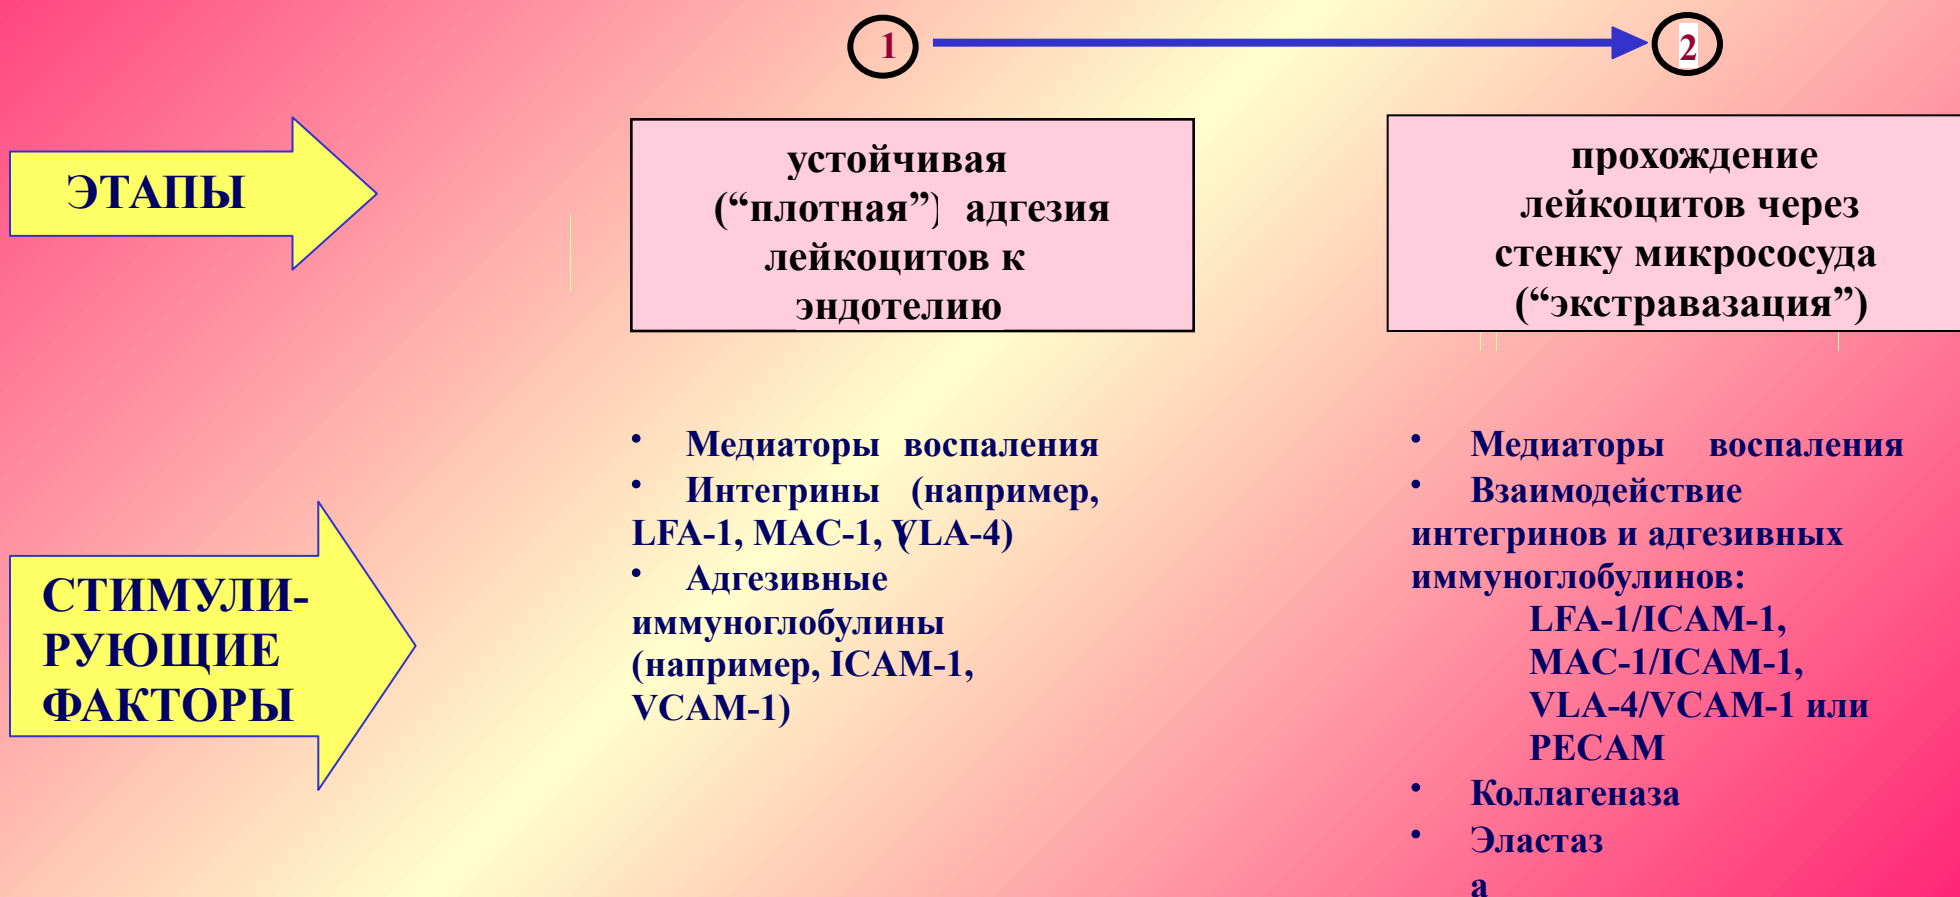 1
2
ЭТАПЫ
устойчивая
(“плотная”) адгезия
лейкоцитов к
эндотелию
прохождение
лейкоцитов через
стенку микрососуда
(“экстравазация”)
СТИМУЛИ-
РУЮЩИЕ
ФАКТОРЫ
• Медиаторы воспаления
• Интегрины (например,
LFA-1, MAC-1, VLA-4)
• Адгезивные
иммуноглобулины
(например, ICAM-1,
VCAM-1)
• Медиаторы воспаления
• Взаимодействие
интегринов и адгезивных
иммуноглобулинов:
LFA-1/ICAM-1,
MAC-1/ICAM-1,
VLA-4/VCAM-1 или
PECAM
• Коллагеназа
• Эластаз
а